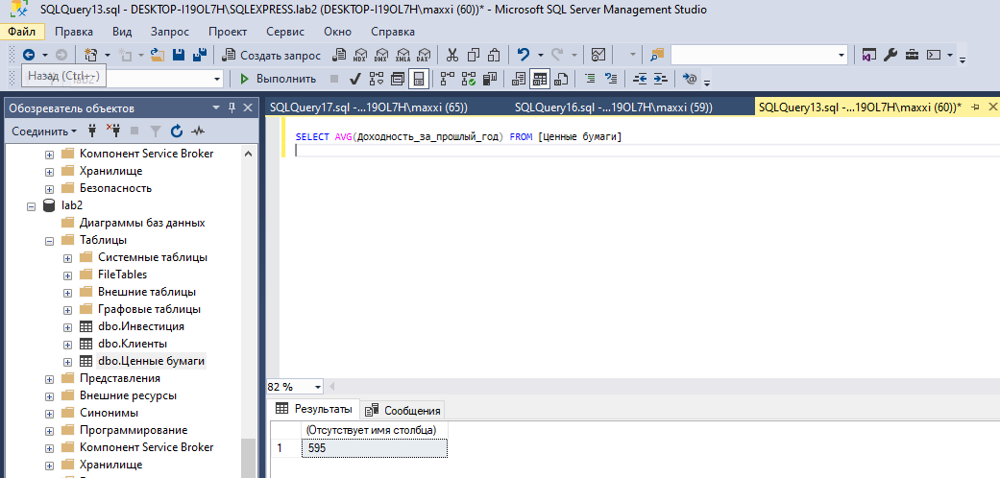 SQLQuery13.sql - DESKTOP-I19OL7H\SQLEXPRESS.lab2 (DESKTOP-I19OL7H\maxxi (60))* - Microsoft SQL Server Management Studio
Файл Правка Вид Запрос Проект Сервис Окно Справка
Создать запрос MDX DMX XMLA DAX
Назад (Ctrl+-) Выполнить
Обозреватель объектов
SQLQuery17.sql -...19OL7H\maxxi (65)) SQLQuery16.sql -...19OL7H\maxxi (59)) SQLQuery13.sql -...19OL7H\maxxi (60))*
Соединить
SELECT AVG(Доходность_за_прошлый_год) FROM [Ценные бумаги]
Компонент Service Broker
Хранилище
Безопасность
lab2
Диаграммы баз данных
Таблицы
Системные таблицы
FileTables
Внешние таблицы
Графовые таблицы
dbo.Инвестиция
dbo.Клиенты
dbo.Ценные бумаги
Представления
Внешние ресурсы
Синонимы
Программирование
Компонент Service Broker
Хранилище
82 %
Результаты Сообщения
(Отсутствует имя столбца)
1 595